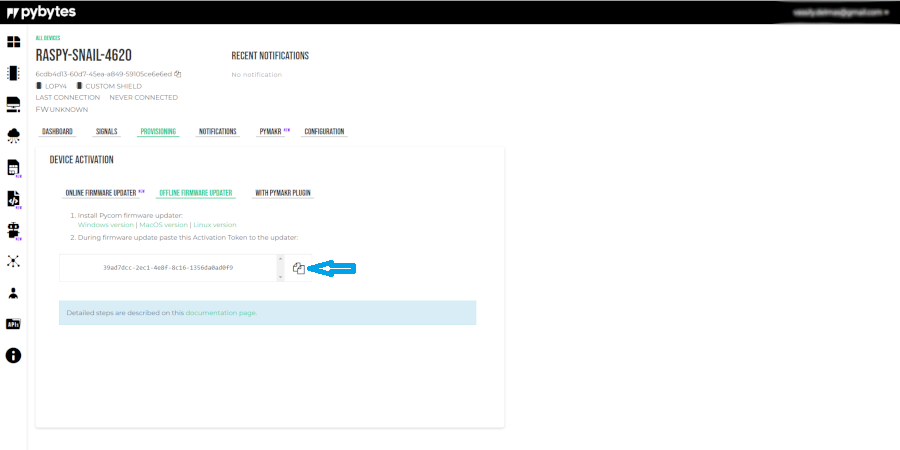 pybytes
ALL DEVICES
RASPY-SNAIL-4620
6cdb4d13-60d7-45ea-a849-59105ce6e6ed
LOPY4 CUSTOM SHIELD
LAST CONNECTION NEVER CONNECTED
FW UNKNOWN
RECENT NOTIFICATIONS
No notification
DASHBOARD SIGNALS PROVISIONING NOTIFICATIONS PYMAKR NEW CONFIGURATION
DEVICE ACTIVATION
ONLINE FIRMWARE UPDATER NEW OFFLINE FIRMWARE UPDATER WITH PYMAKR PLUGIN
1. Install Pycom firmware updater:
Windows version | MacOS version | Linux version
2. During firmware update paste this Activation Token to the updater:
39ad7dcc-2ec1-4e8f-8c16-1356da0ad0f9
Detailed steps are described on this documentation page.
NEW
NEW
NEW
APIs